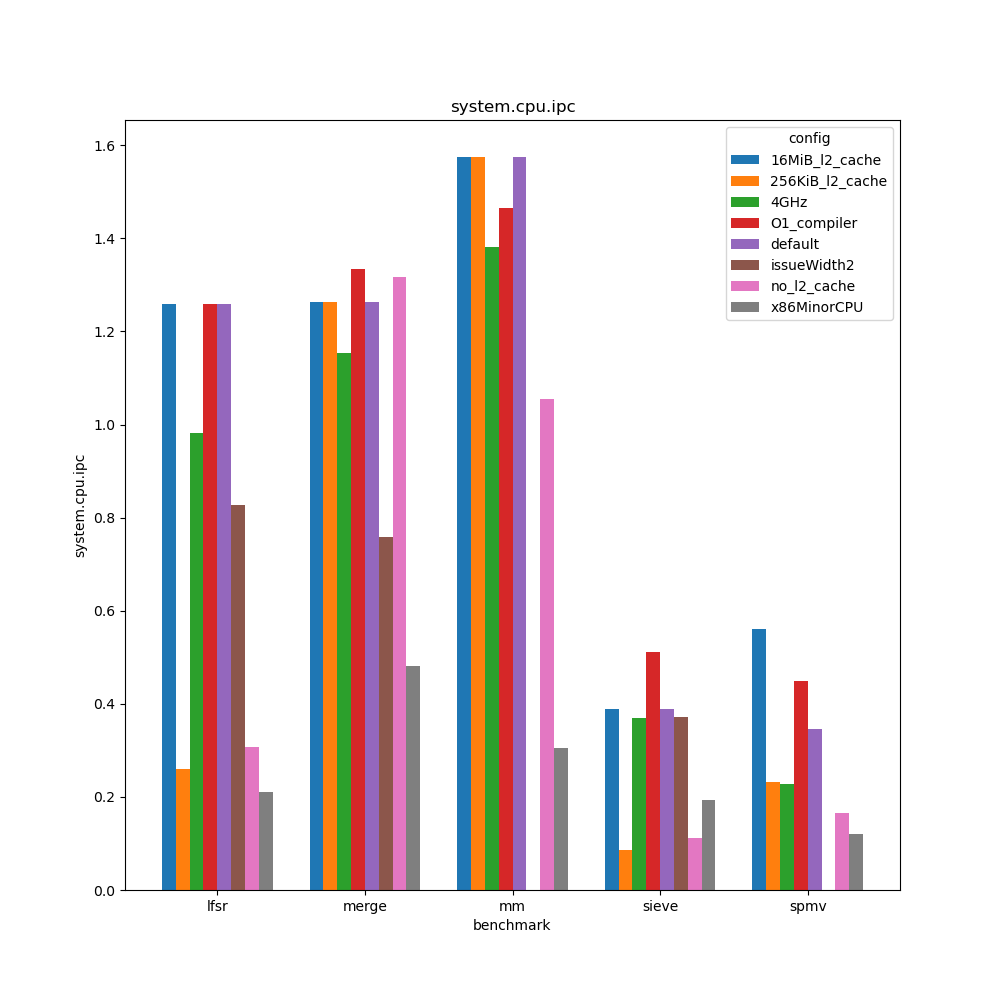 system.cpu.ipc
config
16MiB_l2_cache
256KiB_l2_cache
4GHz
O1_compiler
default
issueWidth2
no_l2_cache
x86MinorCPU
system.cpu.ipc
1.6
1.4
1.2
1.0
0.8
0.6
0.4
0.2
0.0
lfsr merge mm sieve spmv
benchmark